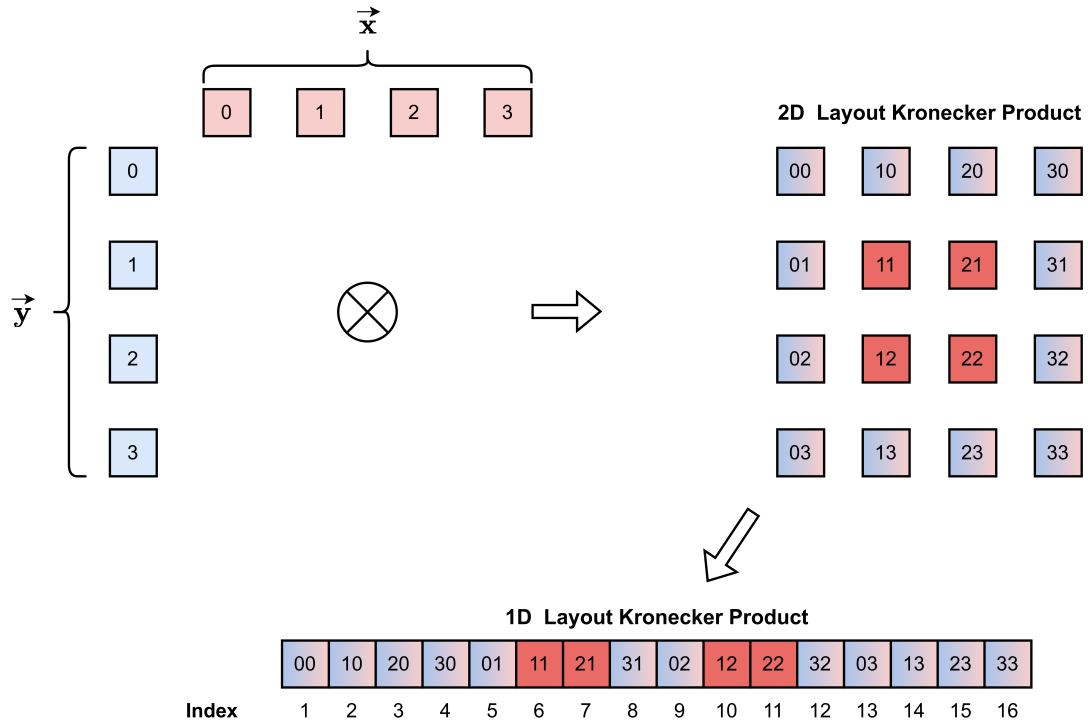 x
0 1 2 3
2D Layout Kronecker Product
y
0
1
2
3
00 10 20 30
01 11 21 31
02 12 22 32
03 13 23 33
1D Layout Kronecker Product
00 10 20 30 01 11 21 31 02 12 22 32 03 13 23 33
Index 1 2 3 4 5 6 7 8 9 10 11 12 13 14 15 16